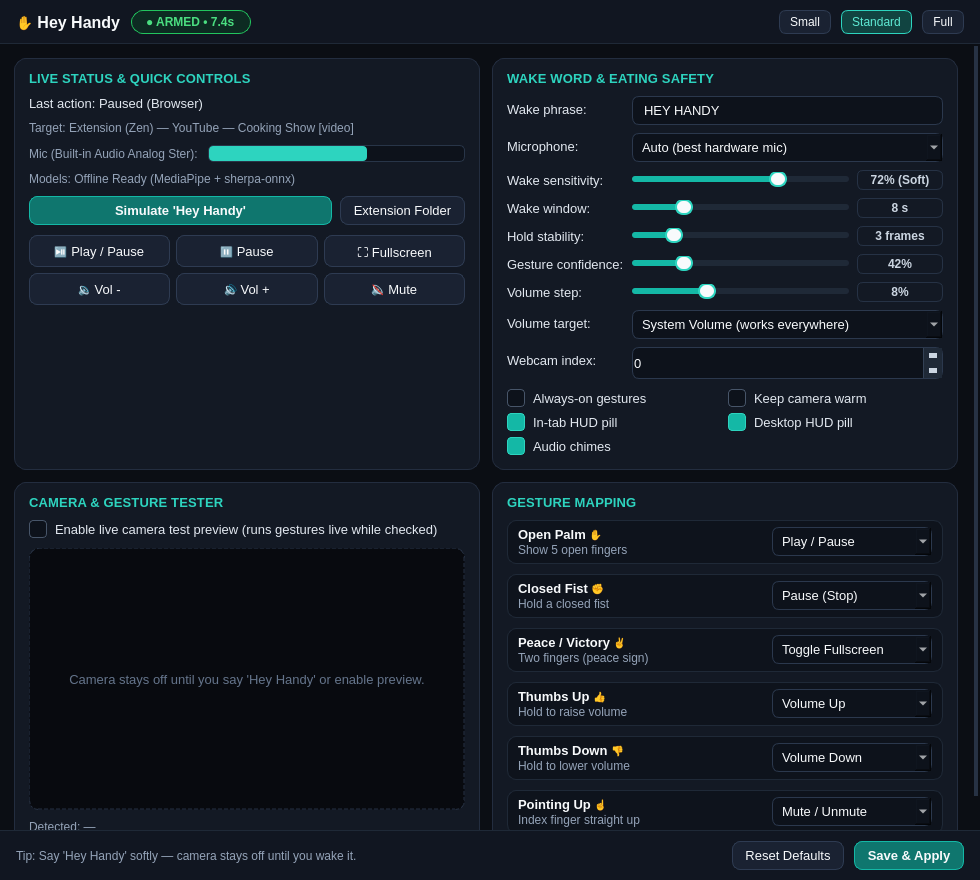 ✋ Hey Handy
● ARMED • 7.4s
Small
Standard
Full
LIVE STATUS & QUICK CONTROLS
Last action: Paused (Browser)
Target: Extension (Zen) — YouTube — Cooking Show [video]
Mic (Built-in Audio Analog Ster):
Models: Offline Ready (MediaPipe + sherpa-onnx)
Simulate 'Hey Handy'
Extension Folder
⏯ Play / Pause
⏸ Pause
⛶ Fullscreen
🔉 Vol -
🔊 Vol +
🔇 Mute
WAKE WORD & EATING SAFETY
Wake phrase: HEY HANDY
Microphone: Auto (best hardware mic)
Wake sensitivity: 72% (Soft)
Wake window: 8 s
Hold stability: 3 frames
Gesture confidence: 42%
Volume step: 8%
Volume target: System Volume (works everywhere)
Webcam index: 0
Always-on gestures
Keep camera warm
In-tab HUD pill
Desktop HUD pill
Audio chimes
CAMERA & GESTURE TESTER
Enable live camera test preview (runs gestures live while checked)
Camera stays off until you say 'Hey Handy' or enable preview.
Detected: —
GESTURE MAPPING
Open Palm ✋
Show 5 open fingers
Play / Pause
Closed Fist ✊
Hold a closed fist
Pause (Stop)
Peace / Victory ✌
Two fingers (peace sign)
Toggle Fullscreen
Thumbs Up 👍
Hold to raise volume
Volume Up
Thumbs Down 👎
Hold to lower volume
Volume Down
Pointing Up ☝
Index finger straight up
Mute / Unmute
Tip: Say 'Hey Handy' softly — camera stays off until you wake it.
Reset Defaults
Save & Apply